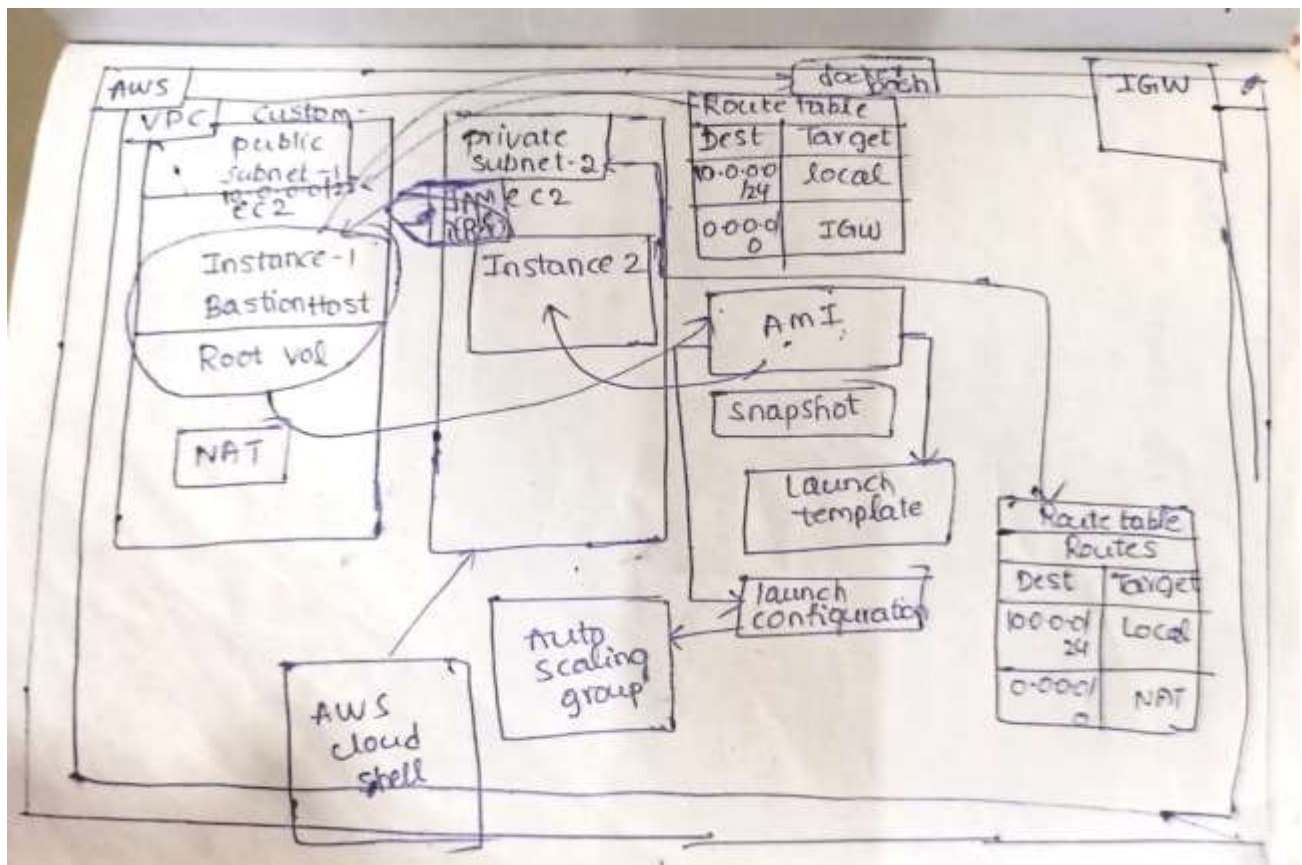 AWS
VPC
custom-
public
subnet-1
ec2
Instance-1
Bastion Host
Root vol
NAT
private
subnet-2
ec2
Instance 2
Route table
Dest Target
10.0.0.0 local
/24
0.0.0.0/ IGW
0
IGW
AMI
snapshot
Launch
template
launch
configuration
Auto
scaling
group
AWS
cloud
shell
Route table
Routes
Dest Target
10.0.0.0/ Local
24
0.0.0.0/ NAT
0